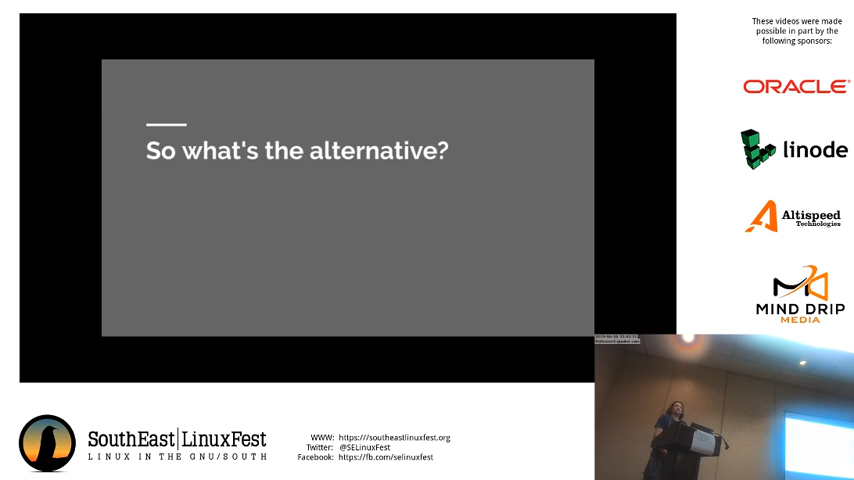 These videos were made
possible in part by the
following sponsors:
ORACLE
linode
Altispeed
Technologies
MIND DRIP
MEDIA
So what's the alternative?
SouthEast LinuxFest
LINUX IN THE GNU/SOUTH
WWW: https:///southeastlinuxfest.org
Twitter: @SELinuxFest
Facebook: https://fb.com/selinuxfest